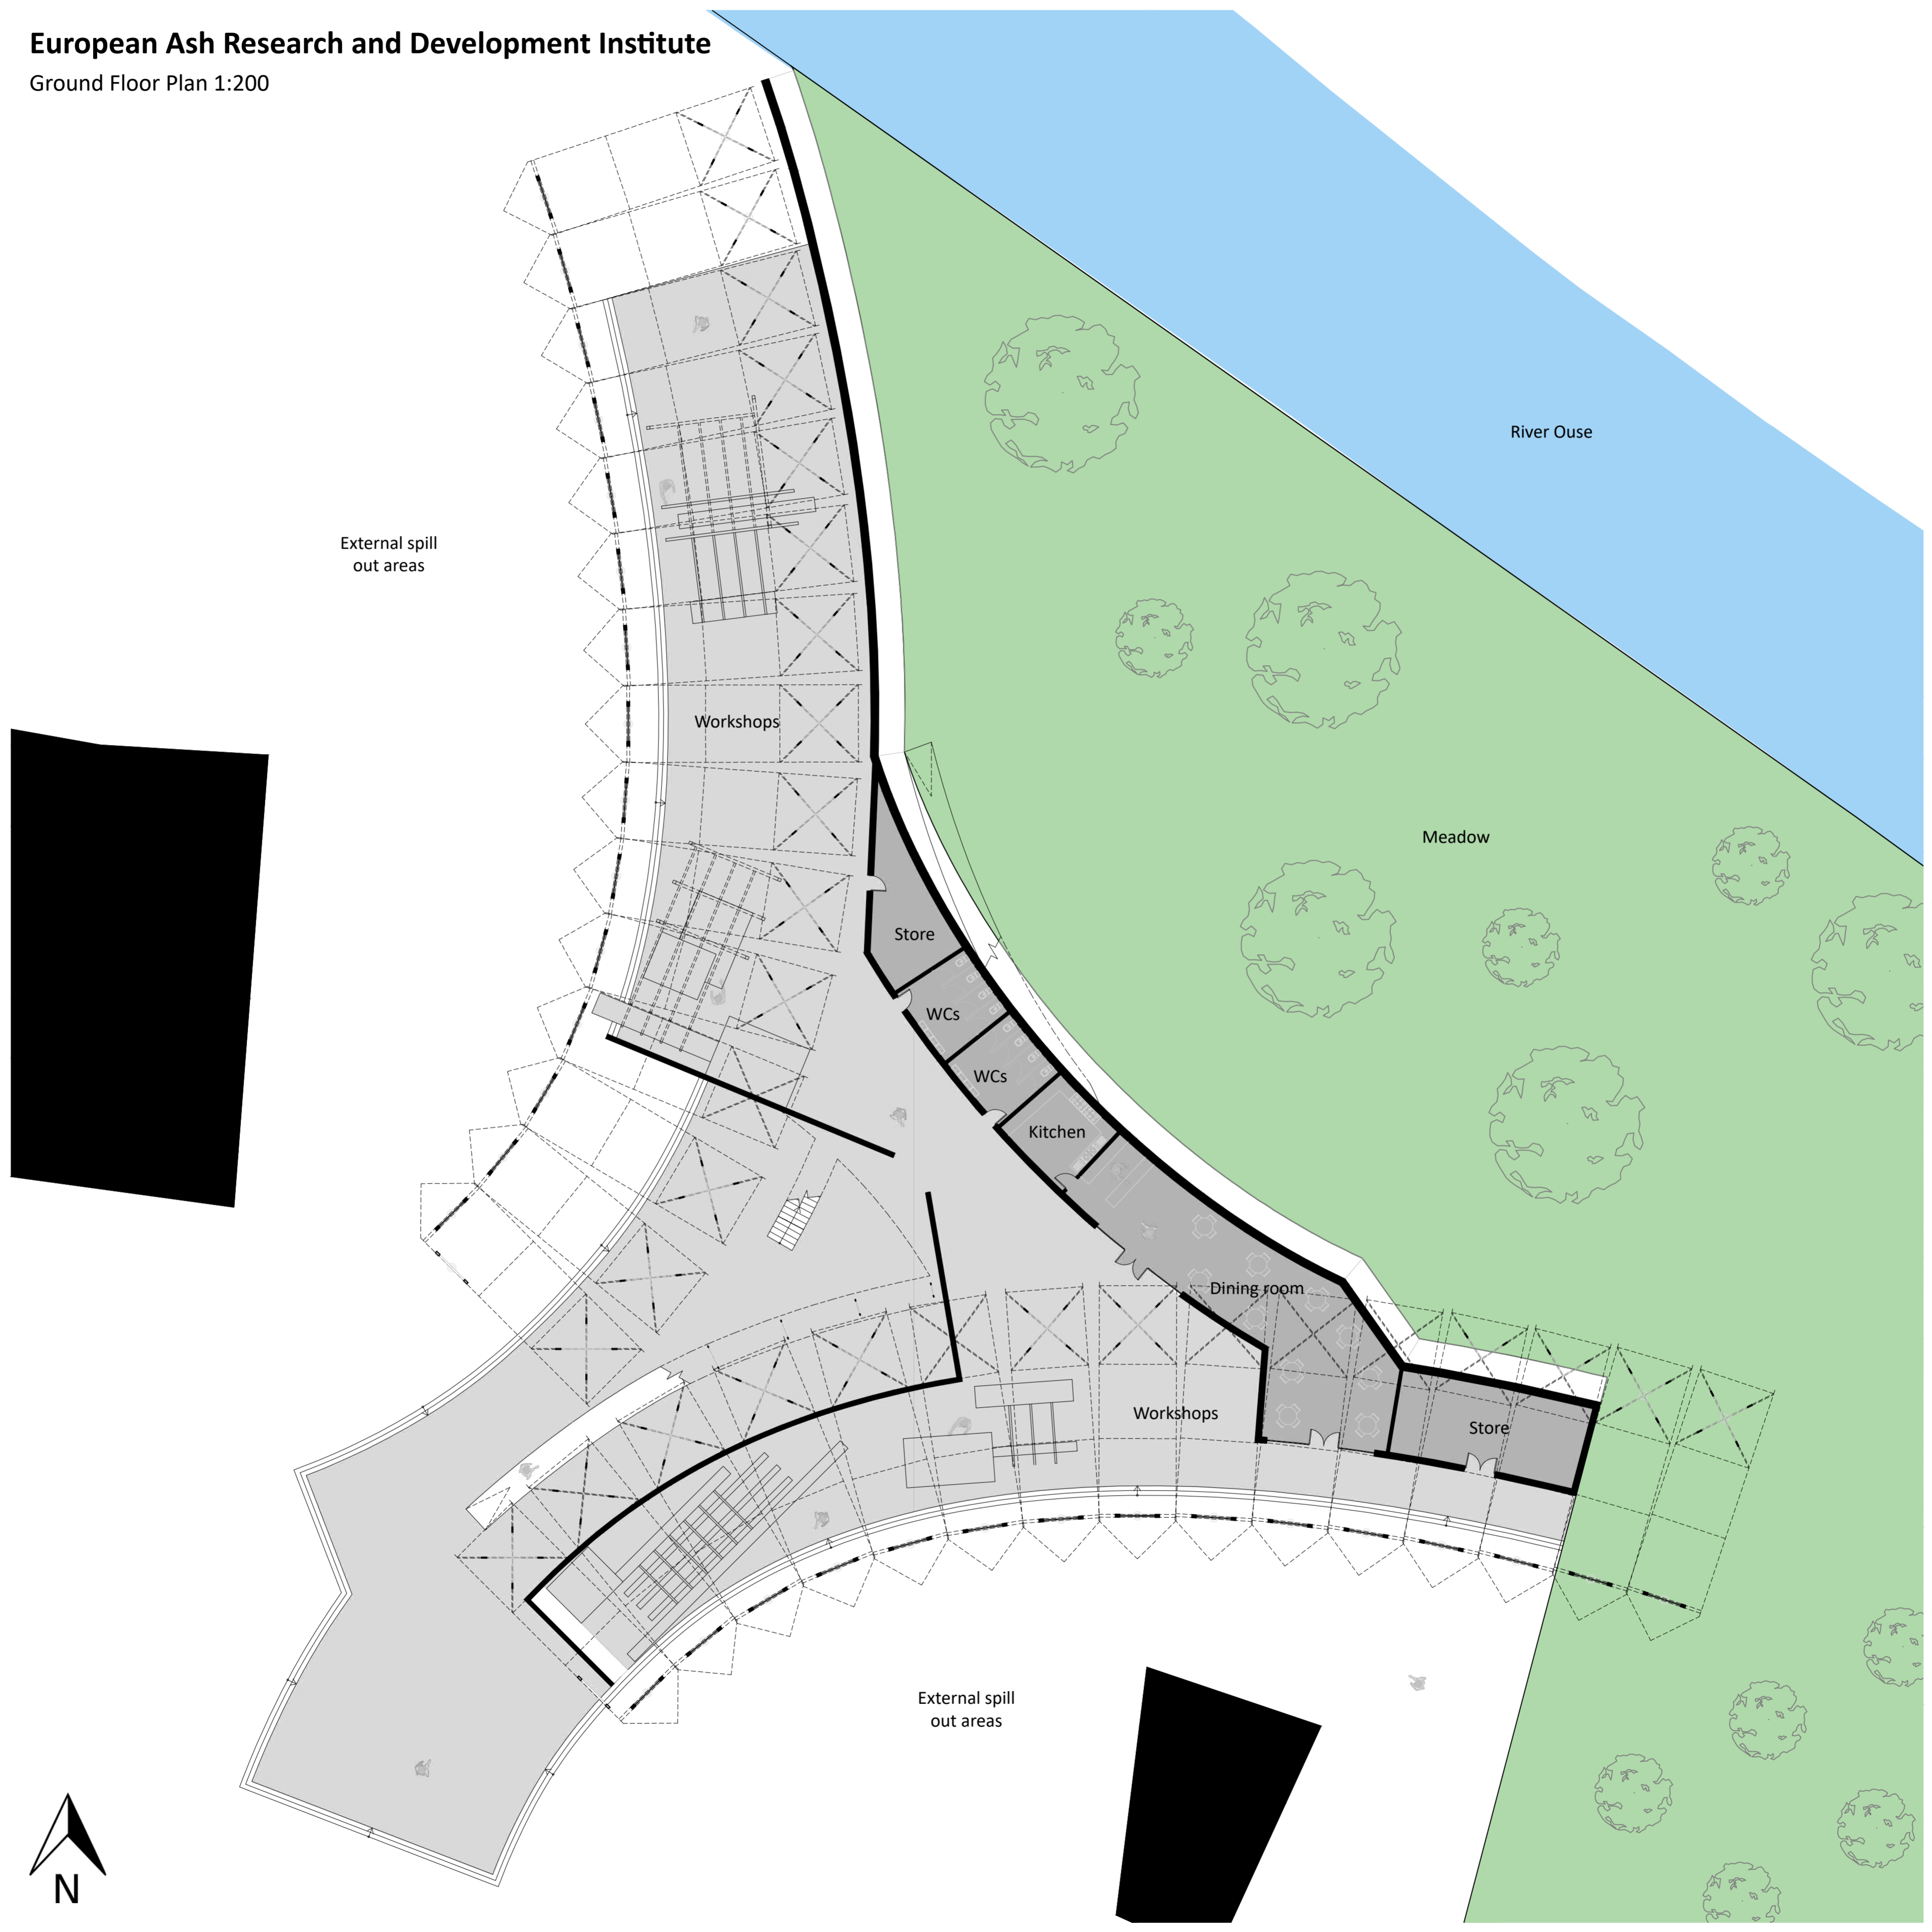 European Ash Research and Development Institute
Ground Floor Plan 1:200
River Ouse
External spill
out areas
Workshops
Meadow
Store
WCs
WCs
Kitchen
Dining room
Workshops
Store
External spill
out areas
N